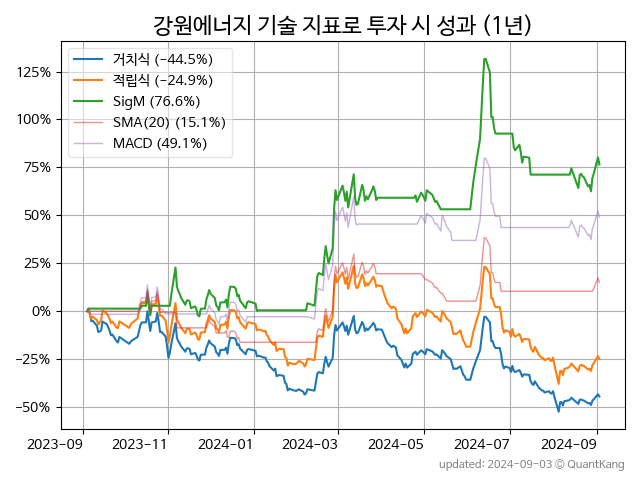 강원에너지 기술 지표로 투자 시 성과 (1년)
거치식 (−44.5%)
적립식 (−24.9%)
SigM (76.6%)
SMA(20) (15.1%)
MACD (49.1%)
125%
100%
75%
50%
25%
0%
−25%
−50%
2023-09 2023-11 2024-01 2024-03 2024-05 2024-07 2024-09
updated: 2024-09-03 © QuantKang